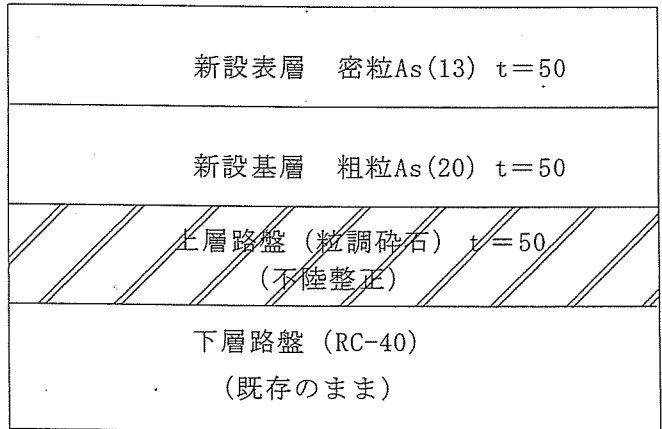 新設表層　密粒As(13) t＝50
新設基層　粗粒As(20) t＝50
上層路盤（粒調砕石） t＝50
(不陸整正)
下層路盤（RC-40）
(既存のまま)